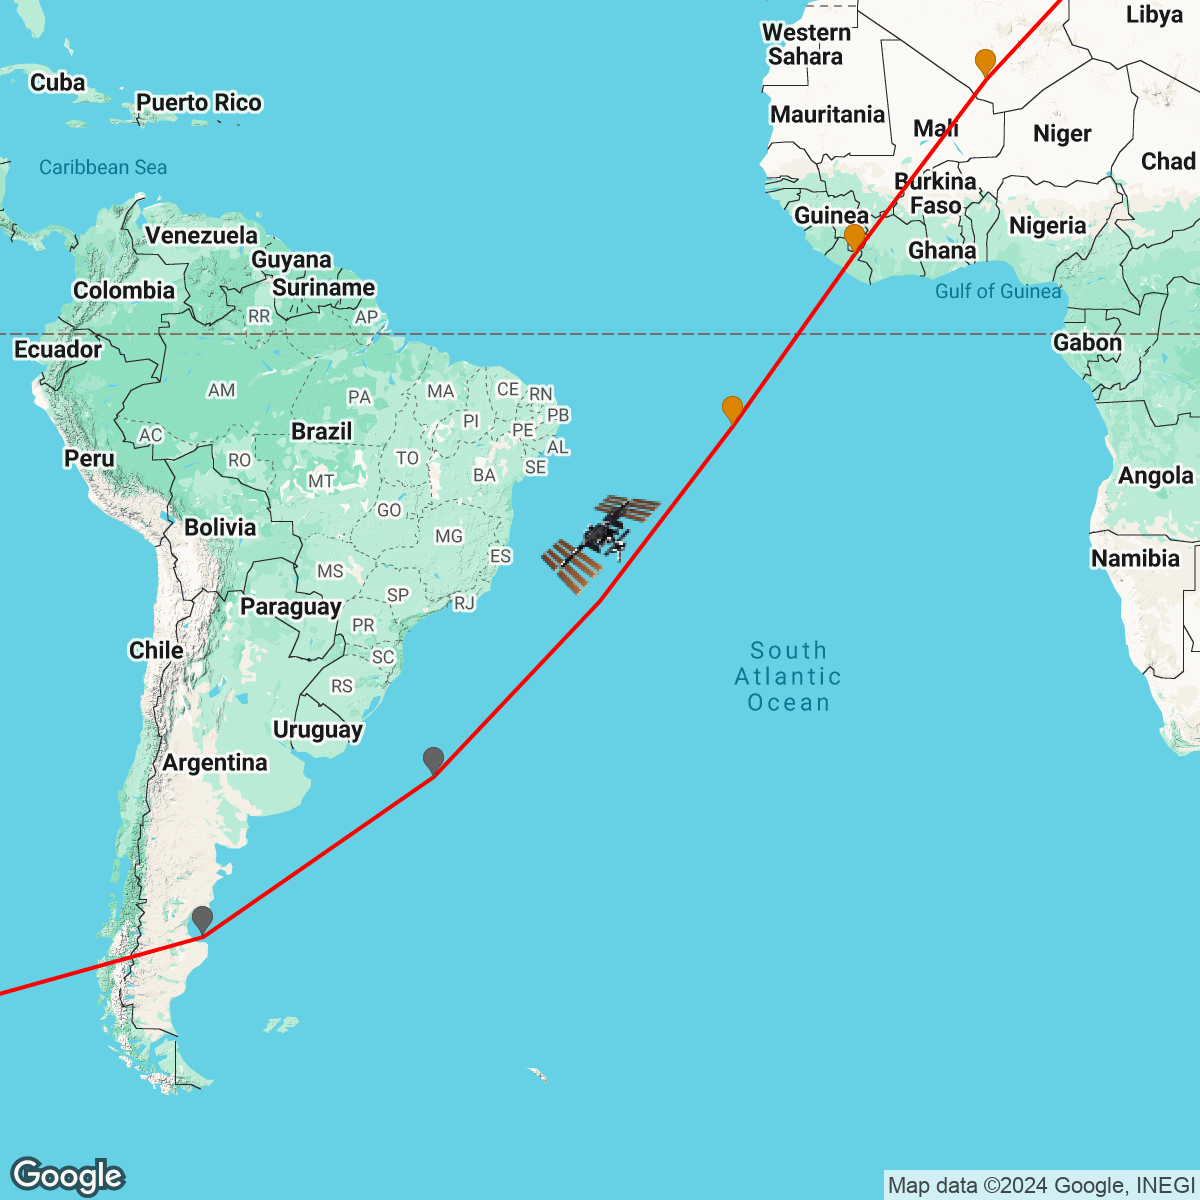 Libya
Western
Sahara
Cuba
Puerto Rico
Mauritania
Mali
Niger
Chad
Caribbean Sea
Burkina
Faso
Guinea
Nigeria
Venezuela
Ghana
Guyana
Colombia
Suriname
Gulf of Guinea
RR
AP
Ecuador
Gabon
AM
PA
MA
CE
RN
PI
PB
AC
Brazil
PE
AL
Peru
RO
TO
SE
MT
BA
Angola
GO
Bolivia
MG
ES
Namibia
MS
SP
RJ
Paraguay
PR
Chile
SC
South
Atlantic
Ocean
RS
Uruguay
Argentina
Google
Map data ©2024 Google, INEGI